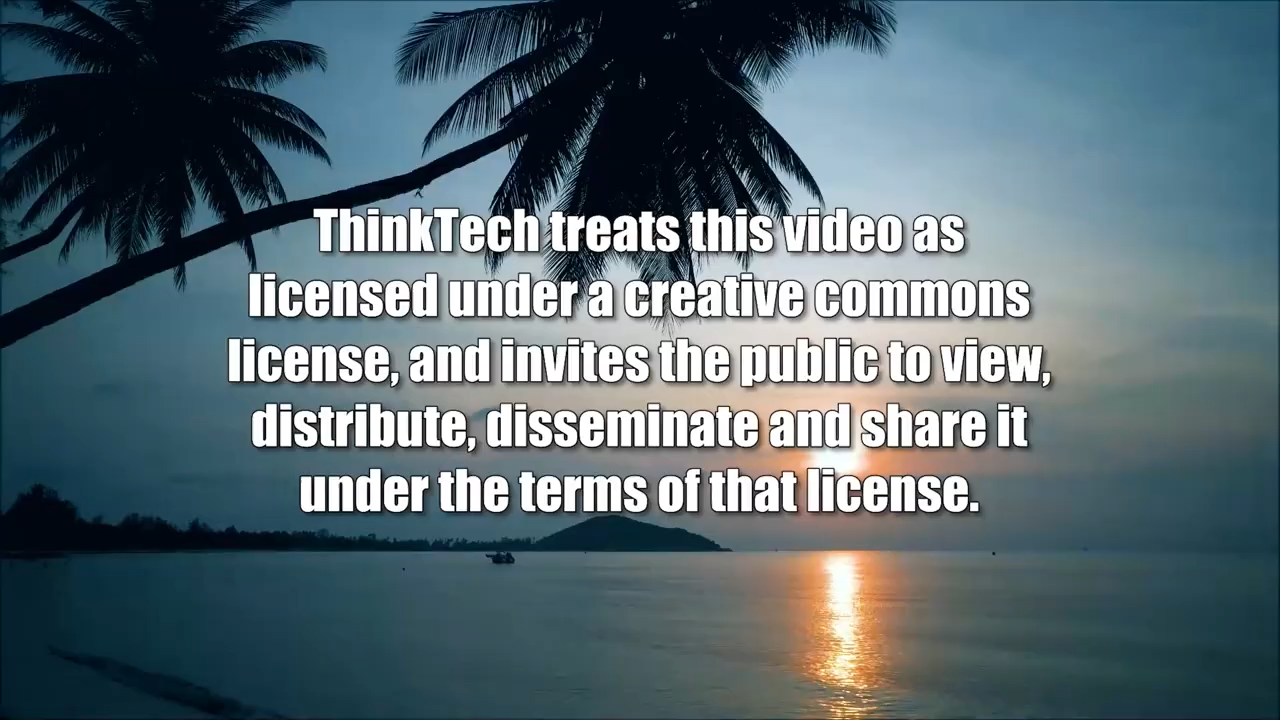 ThinkTech treats this video as
licensed under a creative commons
license, and invites the public to view,
distribute, disseminate and share it
under the terms of that license.